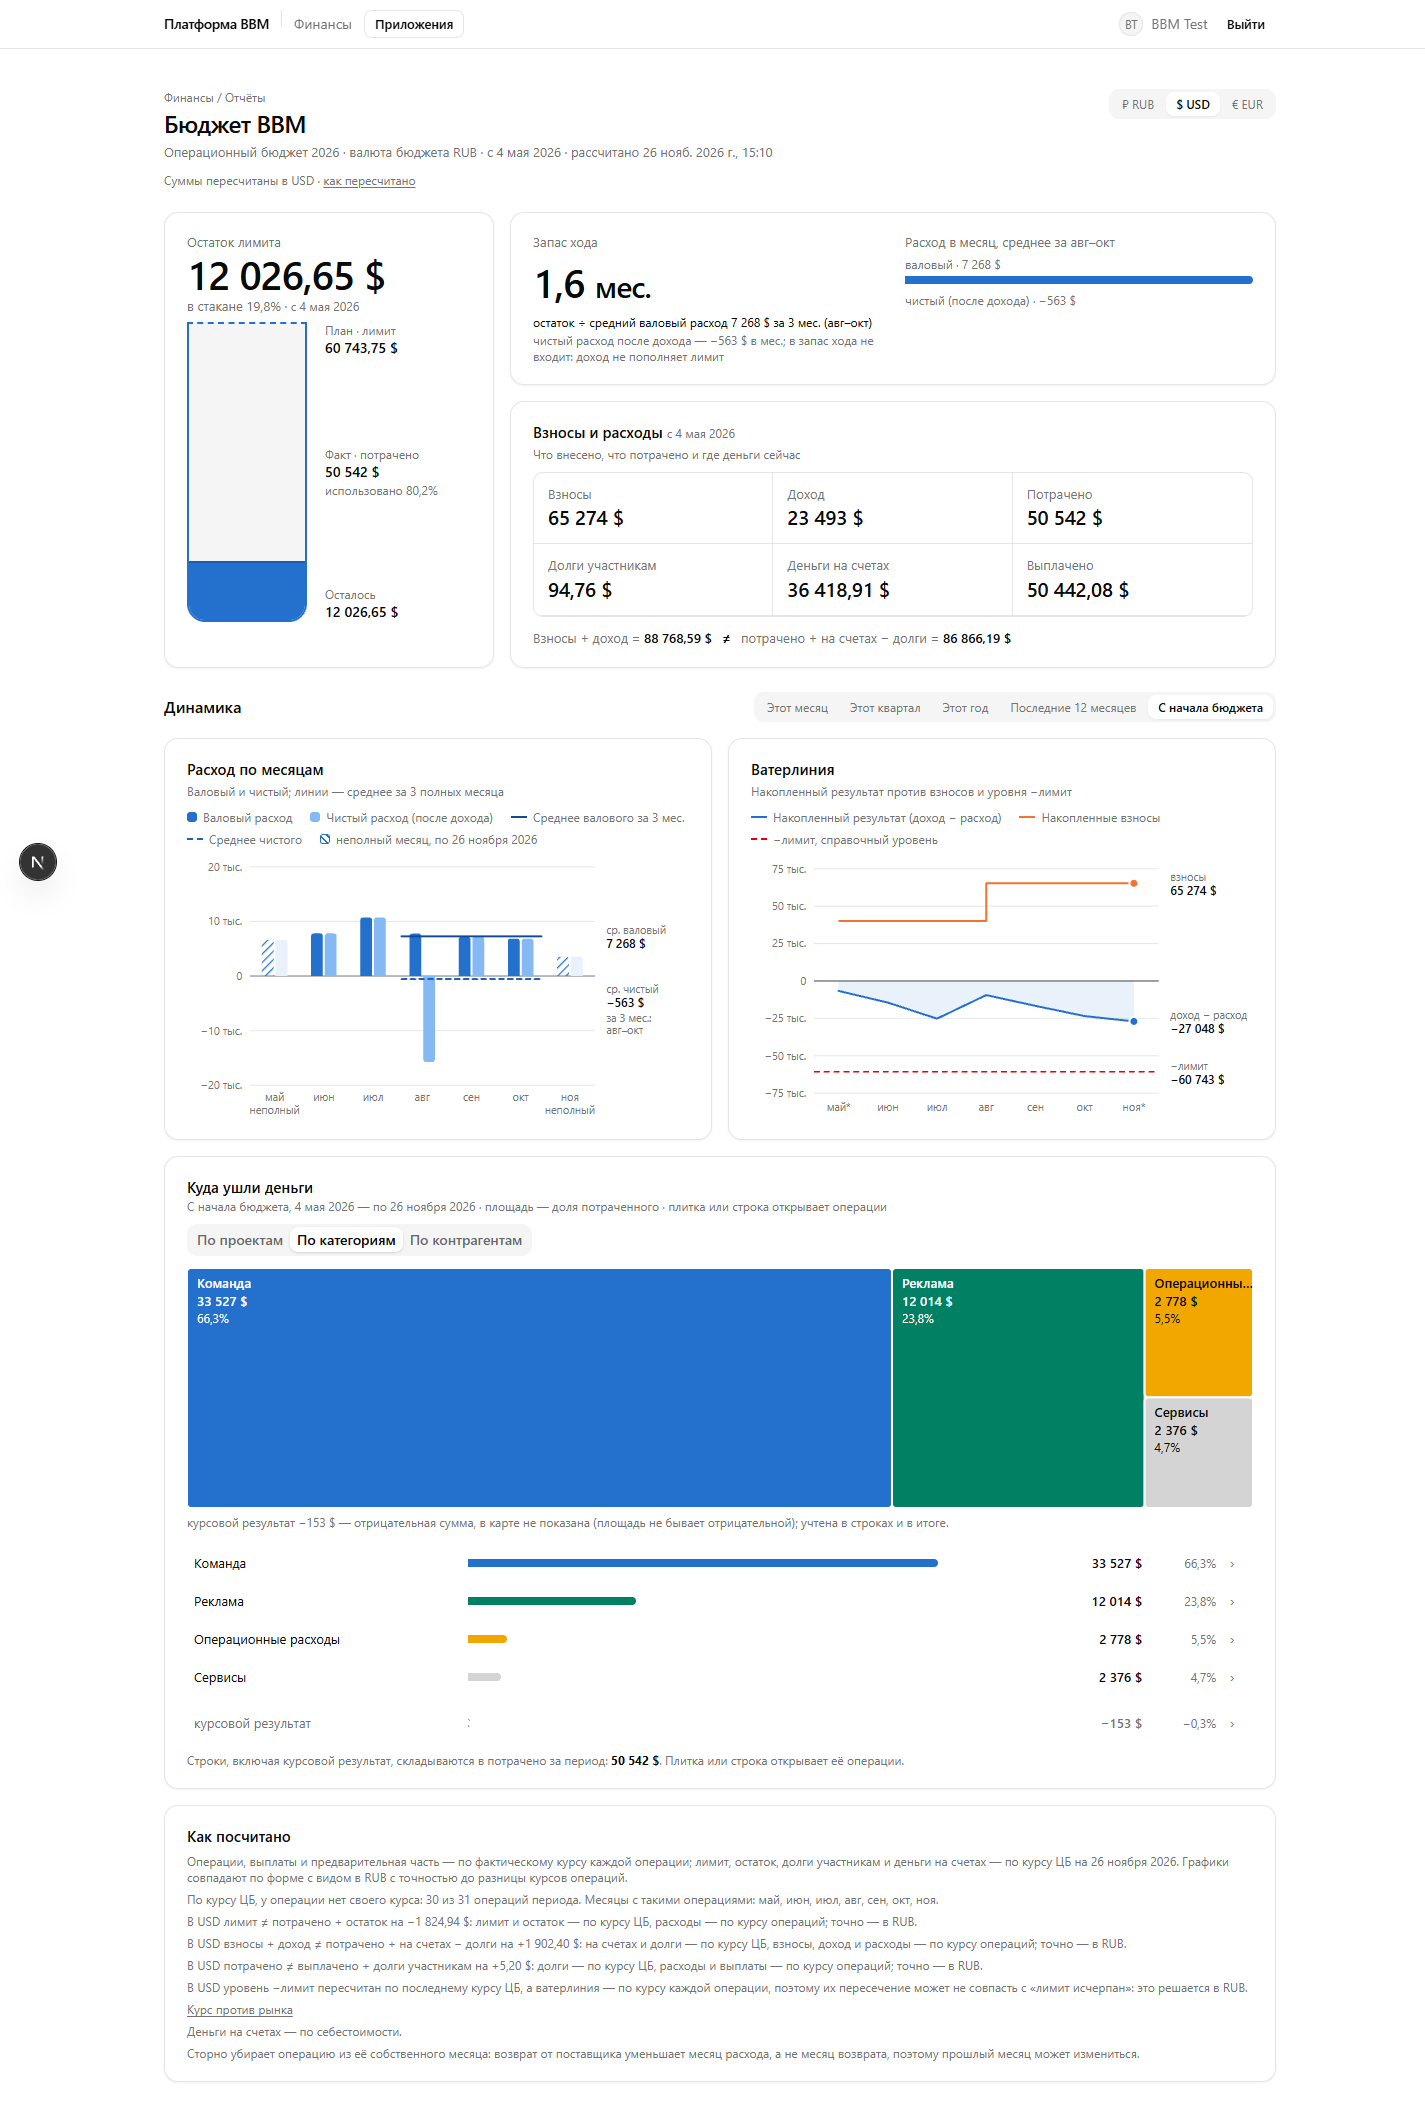 Платформа BBM
Финансы
Приложения
BT
BBM Test
Выйти
Финансы / Отчёты
₽ RUB
$ USD
€ EUR
Бюджет BBM
Операционный бюджет 2026 · валюта бюджета RUB · с 4 мая 2026 · рассчитано 26 нояб. 2026 г., 15:10
Суммы пересчитаны в USD · как пересчитано
Остаток лимита
12 026,65 $
в стакане 19,8% · с 4 мая 2026
План · лимит
60 743,75 $
Факт · потрачено
50 542 $
использовано 80,2%
Осталось
12 026,65 $
Запас хода
1,6 мес.
остаток ÷ средний валовый расход 7 268 $ за 3 мес. (авг–окт)
чистый расход после дохода — −563 $ в мес.; в запас хода не
входит: доход не пополняет лимит
Расход в месяц, среднее за авг–окт
валовый · 7 268 $
чистый (после дохода) · −563 $
Взносы и расходы с 4 мая 2026
Что внесено, что потрачено и где деньги сейчас
Взносы
65 274 $
Доход
23 493 $
Потрачено
50 542 $
Долги участникам
94,76 $
Деньги на счетах
36 418,91 $
Выплачено
50 442,08 $
Взносы + доход = 88 768,59 $ ≠ потрачено + на счетах − долги = 86 866,19 $
Динамика
Этот месяц
Этот квартал
Этот год
Последние 12 месяцев
С начала бюджета
Расход по месяцам
Валовый и чистый; линии — среднее за 3 полных месяца
Валовый расход
Чистый расход (после дохода)
Среднее валового за 3 мес.
Среднее чистого
неполный месяц, по 26 ноября 2026
20 тыс.
10 тыс.
0
−10 тыс.
−20 тыс.
ср. валовый
7 268 $
ср. чистый
−563 $
за 3 мес.:
авг–окт
май
неполный
июн
июл
авг
сен
окт
ноя
неполный
Ватерлиния
Накопленный результат против взносов и уровня −лимит
Накопленный результат (доход − расход)
Накопленные взносы
−лимит, справочный уровень
75 тыс.
50 тыс.
25 тыс.
0
−25 тыс.
−50 тыс.
−75 тыс.
взносы
65 274 $
доход − расход
−27 048 $
−лимит
−60 743 $
май*
июн
июл
авг
сен
окт
ноя*
N
Куда ушли деньги
С начала бюджета, 4 мая 2026 — по 26 ноября 2026 · площадь — доля потраченного · плитка или строка открывает операции
По проектам
По категориям
По контрагентам
Команда
33 527 $
66,3%
Реклама
12 014 $
23,8%
Операционны...
2 778 $
5,5%
Сервисы
2 376 $
4,7%
курсовой результат −153 $ — отрицательная сумма, в карте не показана (площадь не бывает отрицательной); учтена в строках и в итоге.
Команда 33 527 $ 66,3% ›
Реклама 12 014 $ 23,8% ›
Операционные расходы 2 778 $ 5,5% ›
Сервисы 2 376 $ 4,7% ›
курсовой результат −153 $ −0,3% ›
Строки, включая курсовой результат, складываются в потрачено за период: 50 542 $. Плитка или строка открывает её операции.
Как посчитано
Операции, выплаты и предварительная часть — по фактическому курсу каждой операции; лимит, остаток, долги участникам и деньги на счетах — по курсу ЦБ на 26 ноября 2026. Графики
совпадают по форме с видом в RUB с точностью до разницы курсов операций.
По курсу ЦБ, у операции нет своего курса: 30 из 31 операций периода. Месяцы с такими операциями: май, июн, июл, авг, сен, окт, ноя.
В USD лимит ≠ потрачено + остаток на −1 824,94 $: лимит и остаток — по курсу ЦБ, расходы — по курсу операций; точно — в RUB.
В USD взносы + доход ≠ потрачено + на счетах − долги на +1 902,40 $: на счетах и долги — по курсу ЦБ, взносы, доход и расходы — по курсу операций; точно — в RUB.
В USD потрачено ≠ выплачено + долги участникам на +5,20 $: долги — по курсу ЦБ, расходы и выплаты — по курсу операций; точно — в RUB.
В USD уровень −лимит пересчитан по последнему курсу ЦБ, а ватерлиния — по курсу каждой операции, поэтому их пересечение может не совпасть с «лимит исчерпан»: это решается в RUB.
Курс против рынка
Деньги на счетах — по себестоимости.
Сторно убирает операцию из её собственного месяца: возврат от поставщика уменьшает месяц расхода, а не месяц возврата, поэтому прошлый месяц может измениться.